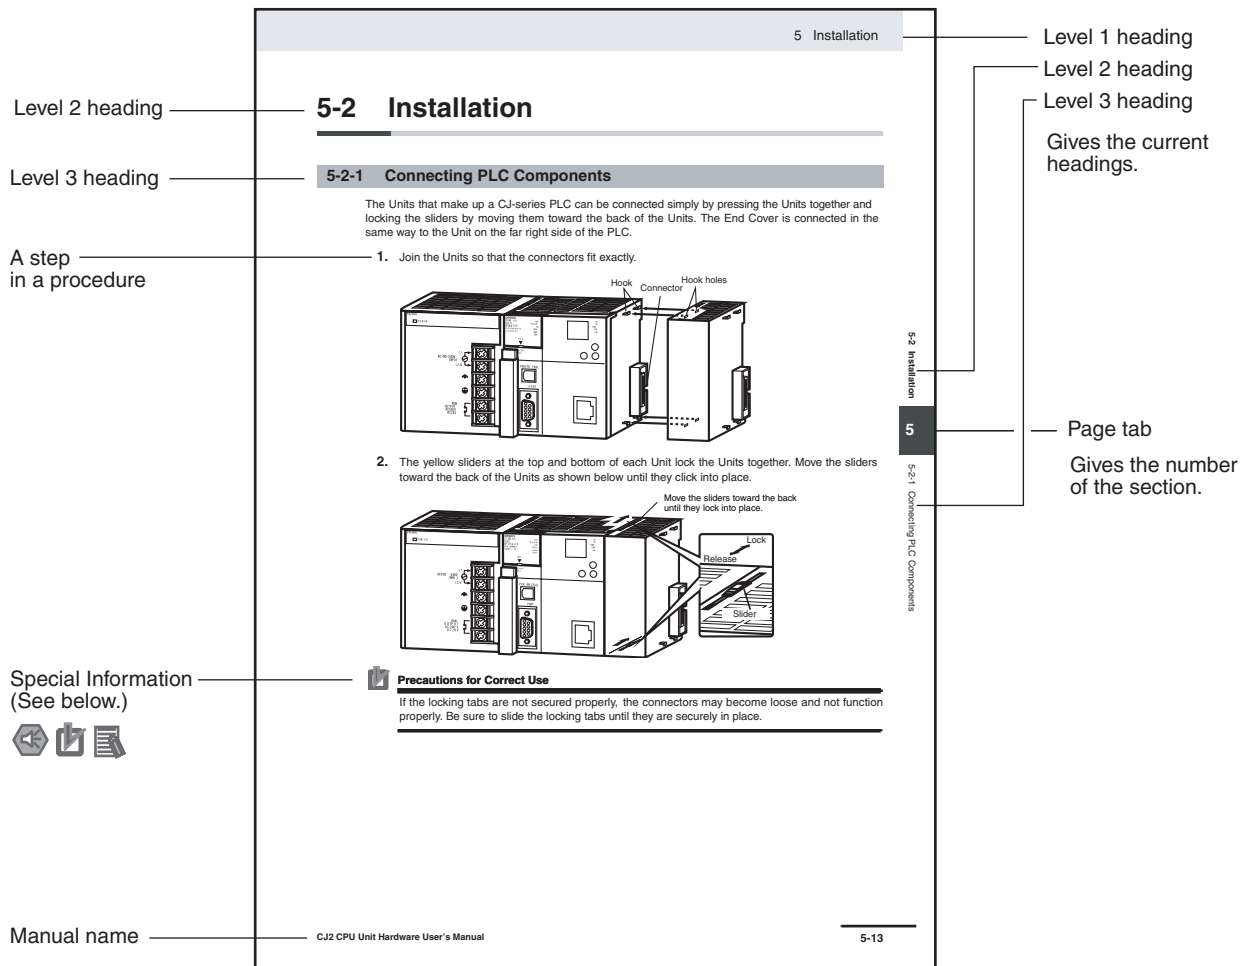 5 Installation
Level 1 heading
Level 2 heading
Level 3 heading
Gives the current
headings.
Level 2 heading
5-2 Installation
Level 3 heading
5-2-1 Connecting PLC Components
The Units that make up a CJ-series PLC can be connected simply by pressing the Units together and
locking the sliders by moving them toward the back of the Units. The End Cover is connected in the
same way to the Unit on the far right side of the PLC.
A step
in a procedure
1. Join the Units so that the connectors fit exactly.
Hook
Connector
Hook holes
5-2 Installation
5
Page tab
Gives the number
of the section.
5-2-1 Connecting PLC Components
2. The yellow sliders at the top and bottom of each Unit lock the Units together. Move the sliders
toward the back of the Units as shown below until they click into place.
Move the sliders toward the back
until they lock into place.
Lock
Release
Slider
Special Information
(See below.)
Precautions for Correct Use
If the locking tabs are not secured properly, the connectors may become loose and not function
properly. Be sure to slide the locking tabs until they are securely in place.
Manual name
CJ2 CPU Unit Hardware User's Manual
5-13